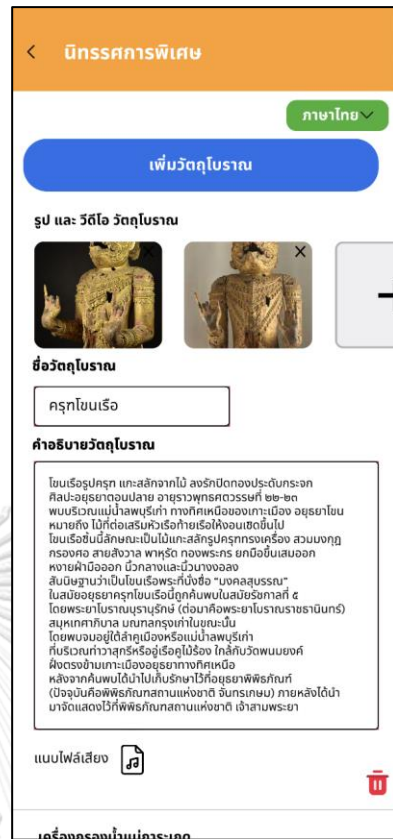 นิทรรศการพิเศษ
ภาษาไทย
เพิ่มวัตถุโบราณ
รูป และ วีดีโอ วัตถุโบราณ
ชื่อวัตถุโบราณ
ครุฑโขนเรือ
คำอธิบายวัตถุโบราณ
โขนเรือรูปครุฑ แกะสลักจากไม้ ลงรักปิดทองประดับกระจก
ศิลปะอยุธยาตอนปลาย อายุราวพุทธศตวรรษที่ ๒๒-๒๓
พบบริเวณแม่น้ำลพบุรีเก่า ทางทิศเหนือของเกาะเมือง อยุธยาโขน
หมายถึง ไม้ที่ต่อเสริมหัวเรือท้ายเรือให้งอนเชิดขึ้นไป
โขนเรือชิ้นนี้ลักษณะเป็นไม้แกะสลักรูปครุฑทรงเครื่อง สวมมงกุฎ
กรองศอ สายสังวาล พาหุรัด ทองพระกร ยกมือขึ้นเสมออก
หงายฝ่ามือออก นิ้วกลางและนิ้วนางงอลง
สันนิษฐานว่าเป็นโขนเรือพระที่นั่งชื่อ “มงคลสุบรรณ”
ในสมัยอยุธยาครุฑโขนเรือนี้ถูกค้นพบในสมัยรัชกาลที่ ๕
โดยพระยาโบราณบุรานุรักษ์ (ต่อมาคือพระยาโบราณราชธานินทร์)
สมุหเทศาภิบาล มณฑลกรุงเก่าในขณะนั้น
โดยพบจมอยู่ใต้ลำคูเมืองหรือแม่น้ำลพบุรีเก่า
ที่บริเวณท่าวาสุกรีหรืออู่เรือคูไม้ร้อง ใกล้กับวัดพนมยงค์
ฝั่งตรงข้ามเกาะเมืองอยุธยาทางทิศเหนือ
หลังจากค้นพบได้นำไปเก็บรักษาไว้ที่อยุธยาพิพิธภัณฑ์
(ปัจจุบันคือพิพิธภัณฑสถานแห่งชาติ จันทรเกษม) ภายหลังได้นำ
มาจัดแสดงไว้ที่พิพิธภัณฑสถานแห่งชาติ เจ้าสามพระยา
แนบไฟล์เสียง